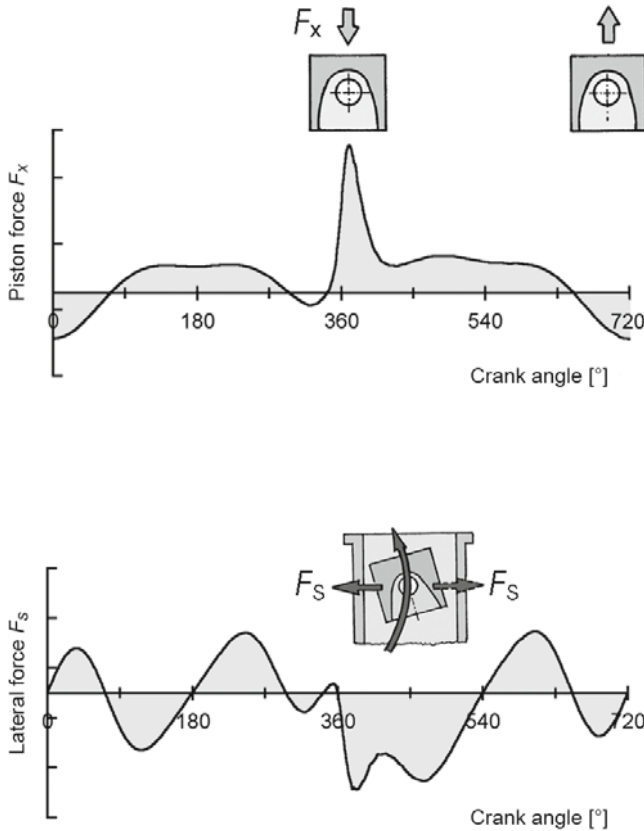 Fx
Piston force Fx
0 180 360 540 720
Crank angle [°]
FS FS
Lateral force Fs
0 180 360 540 720
Crank angle [°]